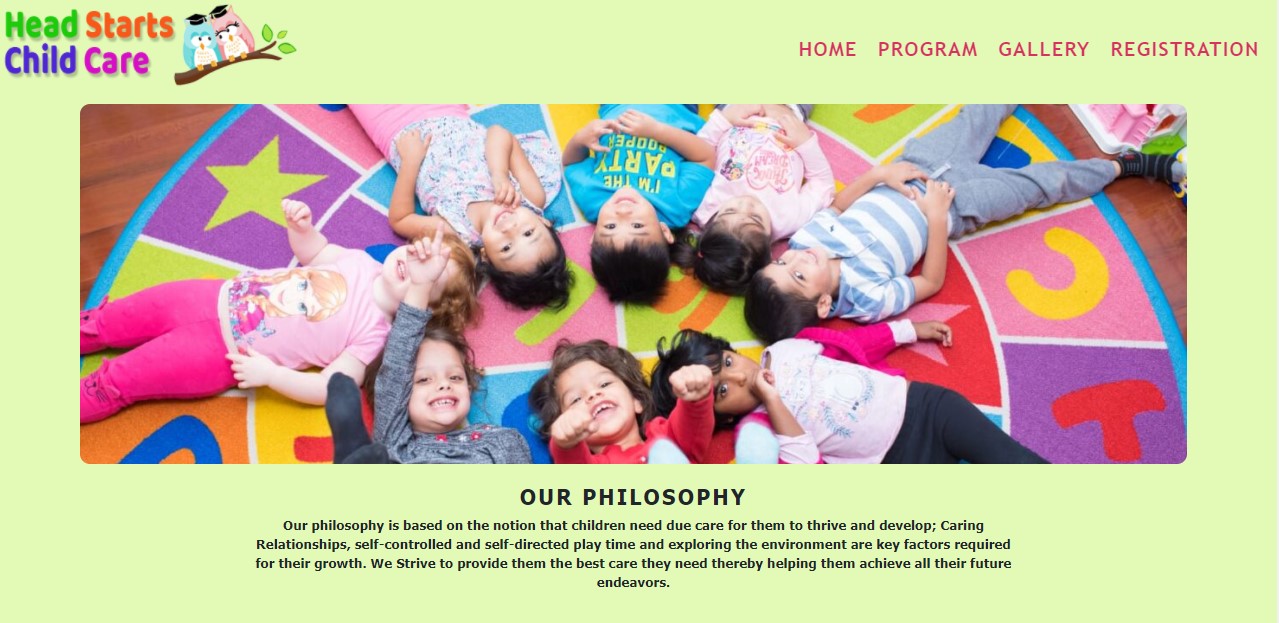 Head Starts
Child Care
HOME PROGRAM GALLERY REGISTRATION
I'M THE
PARTY
POOPER
OUR PHILOSOPHY
Our philosophy is based on the notion that children need due care for them to thrive and develop; Caring
Relationships, self-controlled and self-directed play time and exploring the environment are key factors required
for their growth. We Strive to provide them the best care they need thereby helping them achieve all their future
endeavors.